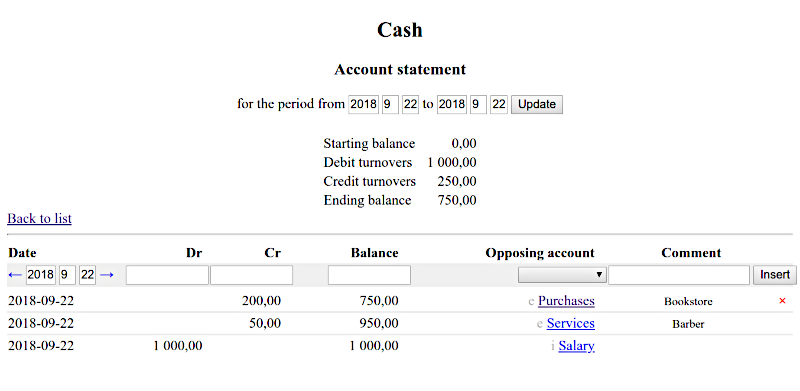 Cash
Account statement
for the period from 2018 9 22 to 2018 9 22 Update
Starting balance 0,00
Debit turnovers 1 000,00
Credit turnovers 250,00
Ending balance 750,00
Back to list
Date Dr Cr Balance Opposing account Comment
← 2018 9 22 → Insert
2018-09-22 200,00 750,00 c Purchases Bookstore ×
2018-09-22 50,00 950,00 c Services Barber
2018-09-22 1 000,00 1 000,00 i Salary